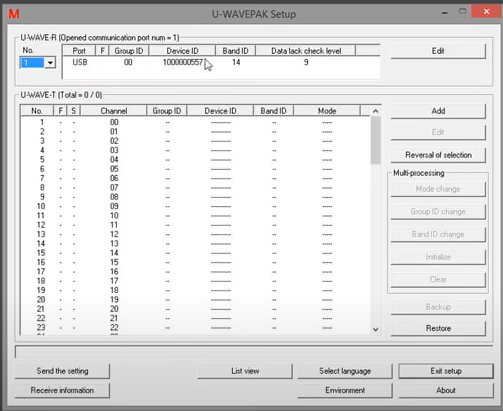 M U-WAVEPAK Setup
U-WAVE-R (Opened communication port num = 1)
No. Port F Group ID Device ID Band ID Data lack check level Edit
1 USB 00 1000000557 14 9
U-WAVE-T (Total = 0 / 0)
No. F S Channel Group ID Device ID Band ID Mode Add
1 - - 00 -- ---------- -- -----
2 - - 01 -- ---------- -- ----- Edit
3 - - 02 -- ---------- -- -----
4 - - 03 -- ---------- -- -----
5 - - 04 -- ---------- -- ----- Reversal of selection
6 - - 05 -- ---------- -- -----
7 - - 06 -- ---------- -- ----- Multi-processing
8 - - 07 -- ---------- -- ----- Mode change
9 - - 08 -- ---------- -- -----
10 - - 09 -- ---------- -- ----- Group ID change
11 - - 10 -- ---------- -- -----
12 - - 11 -- ---------- -- -----
13 - - 12 -- ---------- -- ----- Band ID change
14 - - 13 -- ---------- -- -----
15 - - 14 -- ---------- -- ----- Initialize
16 - - 15 -- ---------- -- -----
17 - - 16 -- ---------- -- ----- Clear
18 - - 17 -- ---------- -- -----
19 - - 18 -- ---------- -- -----
20 - - 19 -- ---------- -- ----- Backup
21 - - 20 -- ---------- -- -----
22 - - 21 -- ---------- -- ----- Restore
23 - - 22 -- ---------- -- -----
Send the setting List view Select language Exit setup
Receive information Environment About